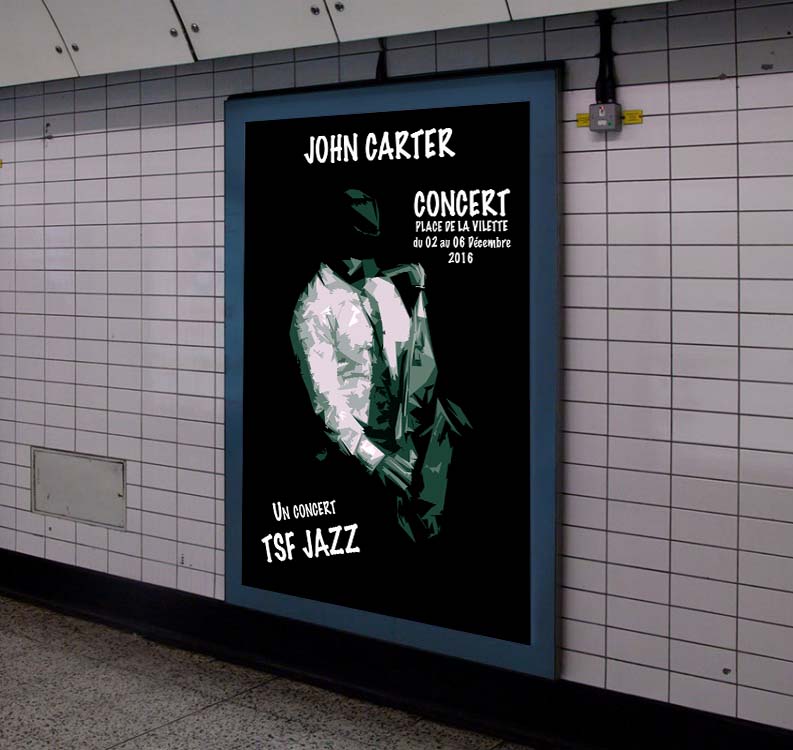 JOHN CARTER
CONCERT
PLACE DE LA VILETTE
du 02 au 06 Décembre
2016
UN CONCERT
TSF JAZZ